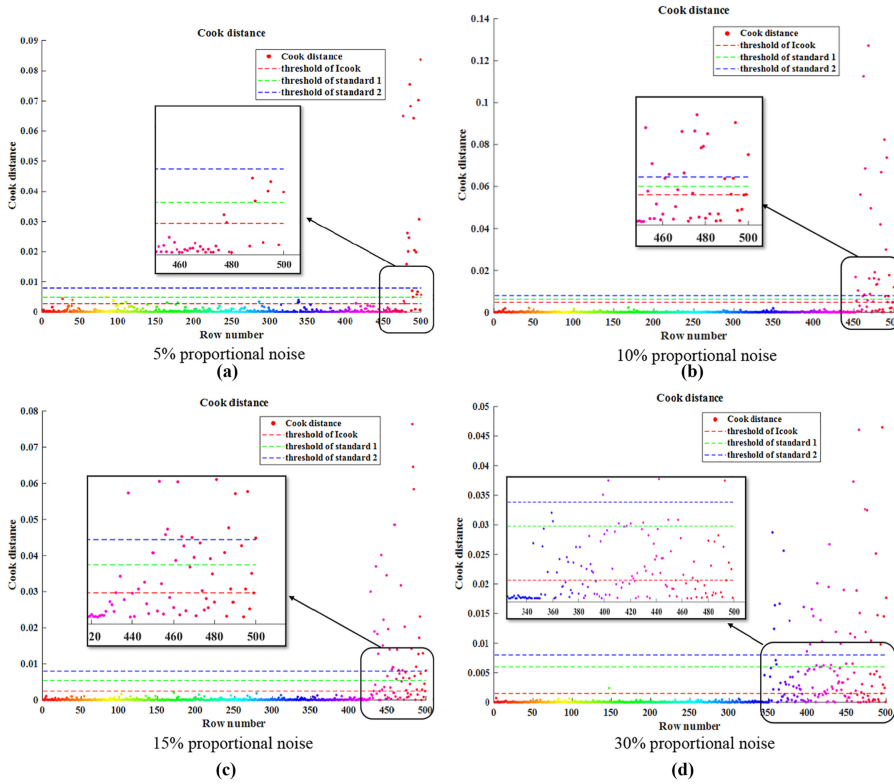 Cook distance
0.09
0.08
0.07
0.06
0.05
0.04
0.03
0.02
0.01
0
Cook distance
Cook distance
threshold of Icook
threshold of standard 1
threshold of standard 2
460 480 500
0 50 100 150 200 250 300 350 400 450 500
Row number
5% proportional noise
(a)
Cook distance
0.14
0.12
0.1
0.08
0.06
0.04
0.02
0
Cook distance
Cook distance
threshold of Icook
threshold of standard 1
threshold of standard 2
460 480 500
0 50 100 150 200 250 300 350 400 450 500
Row number
10% proportional noise
(b)
Cook distance
0.08
0.07
0.06
0.05
0.04
0.03
0.02
0.01
0
Cook distance
Cook distance
threshold of Icook
threshold of standard 1
threshold of standard 2
420 440 460 480 500
0 50 100 150 200 250 300 350 400 450 500
Row number
15% proportional noise
(c)
Cook distance
0.05
0.045
0.04
0.035
0.03
0.025
0.02
0.015
0.01
0.005
0
Cook distance
Cook distance
threshold of Icook
threshold of standard 1
threshold of standard 2
340 360 380 400 420 440 460 480 500
0 50 100 150 200 250 300 350 400 450 500
Row number
30% proportional noise
(d)